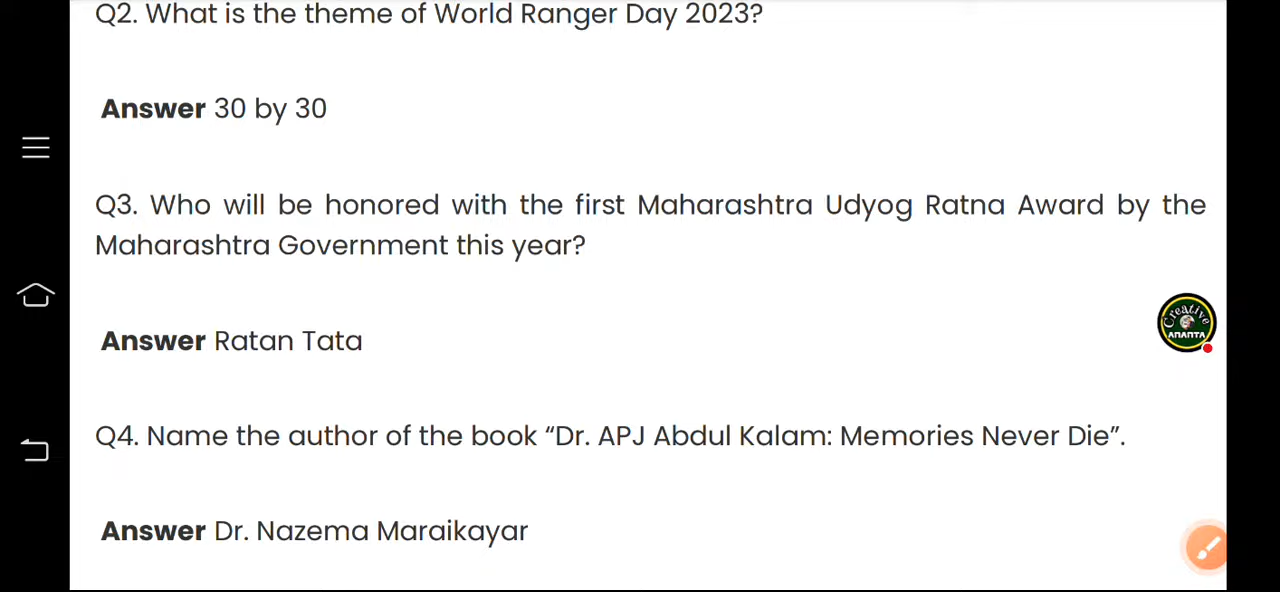 Q2. What is the theme of World Ranger Day 2023?
Answer 30 by 30
Q3. Who will be honored with the first Maharashtra Udyog Ratna Award by the
Maharashtra Government this year?
Creative
ANANTA
Answer Ratan Tata
Q4. Name the author of the book “Dr. APJ Abdul Kalam: Memories Never Die”.
Answer Dr. Nazema Maraikayar